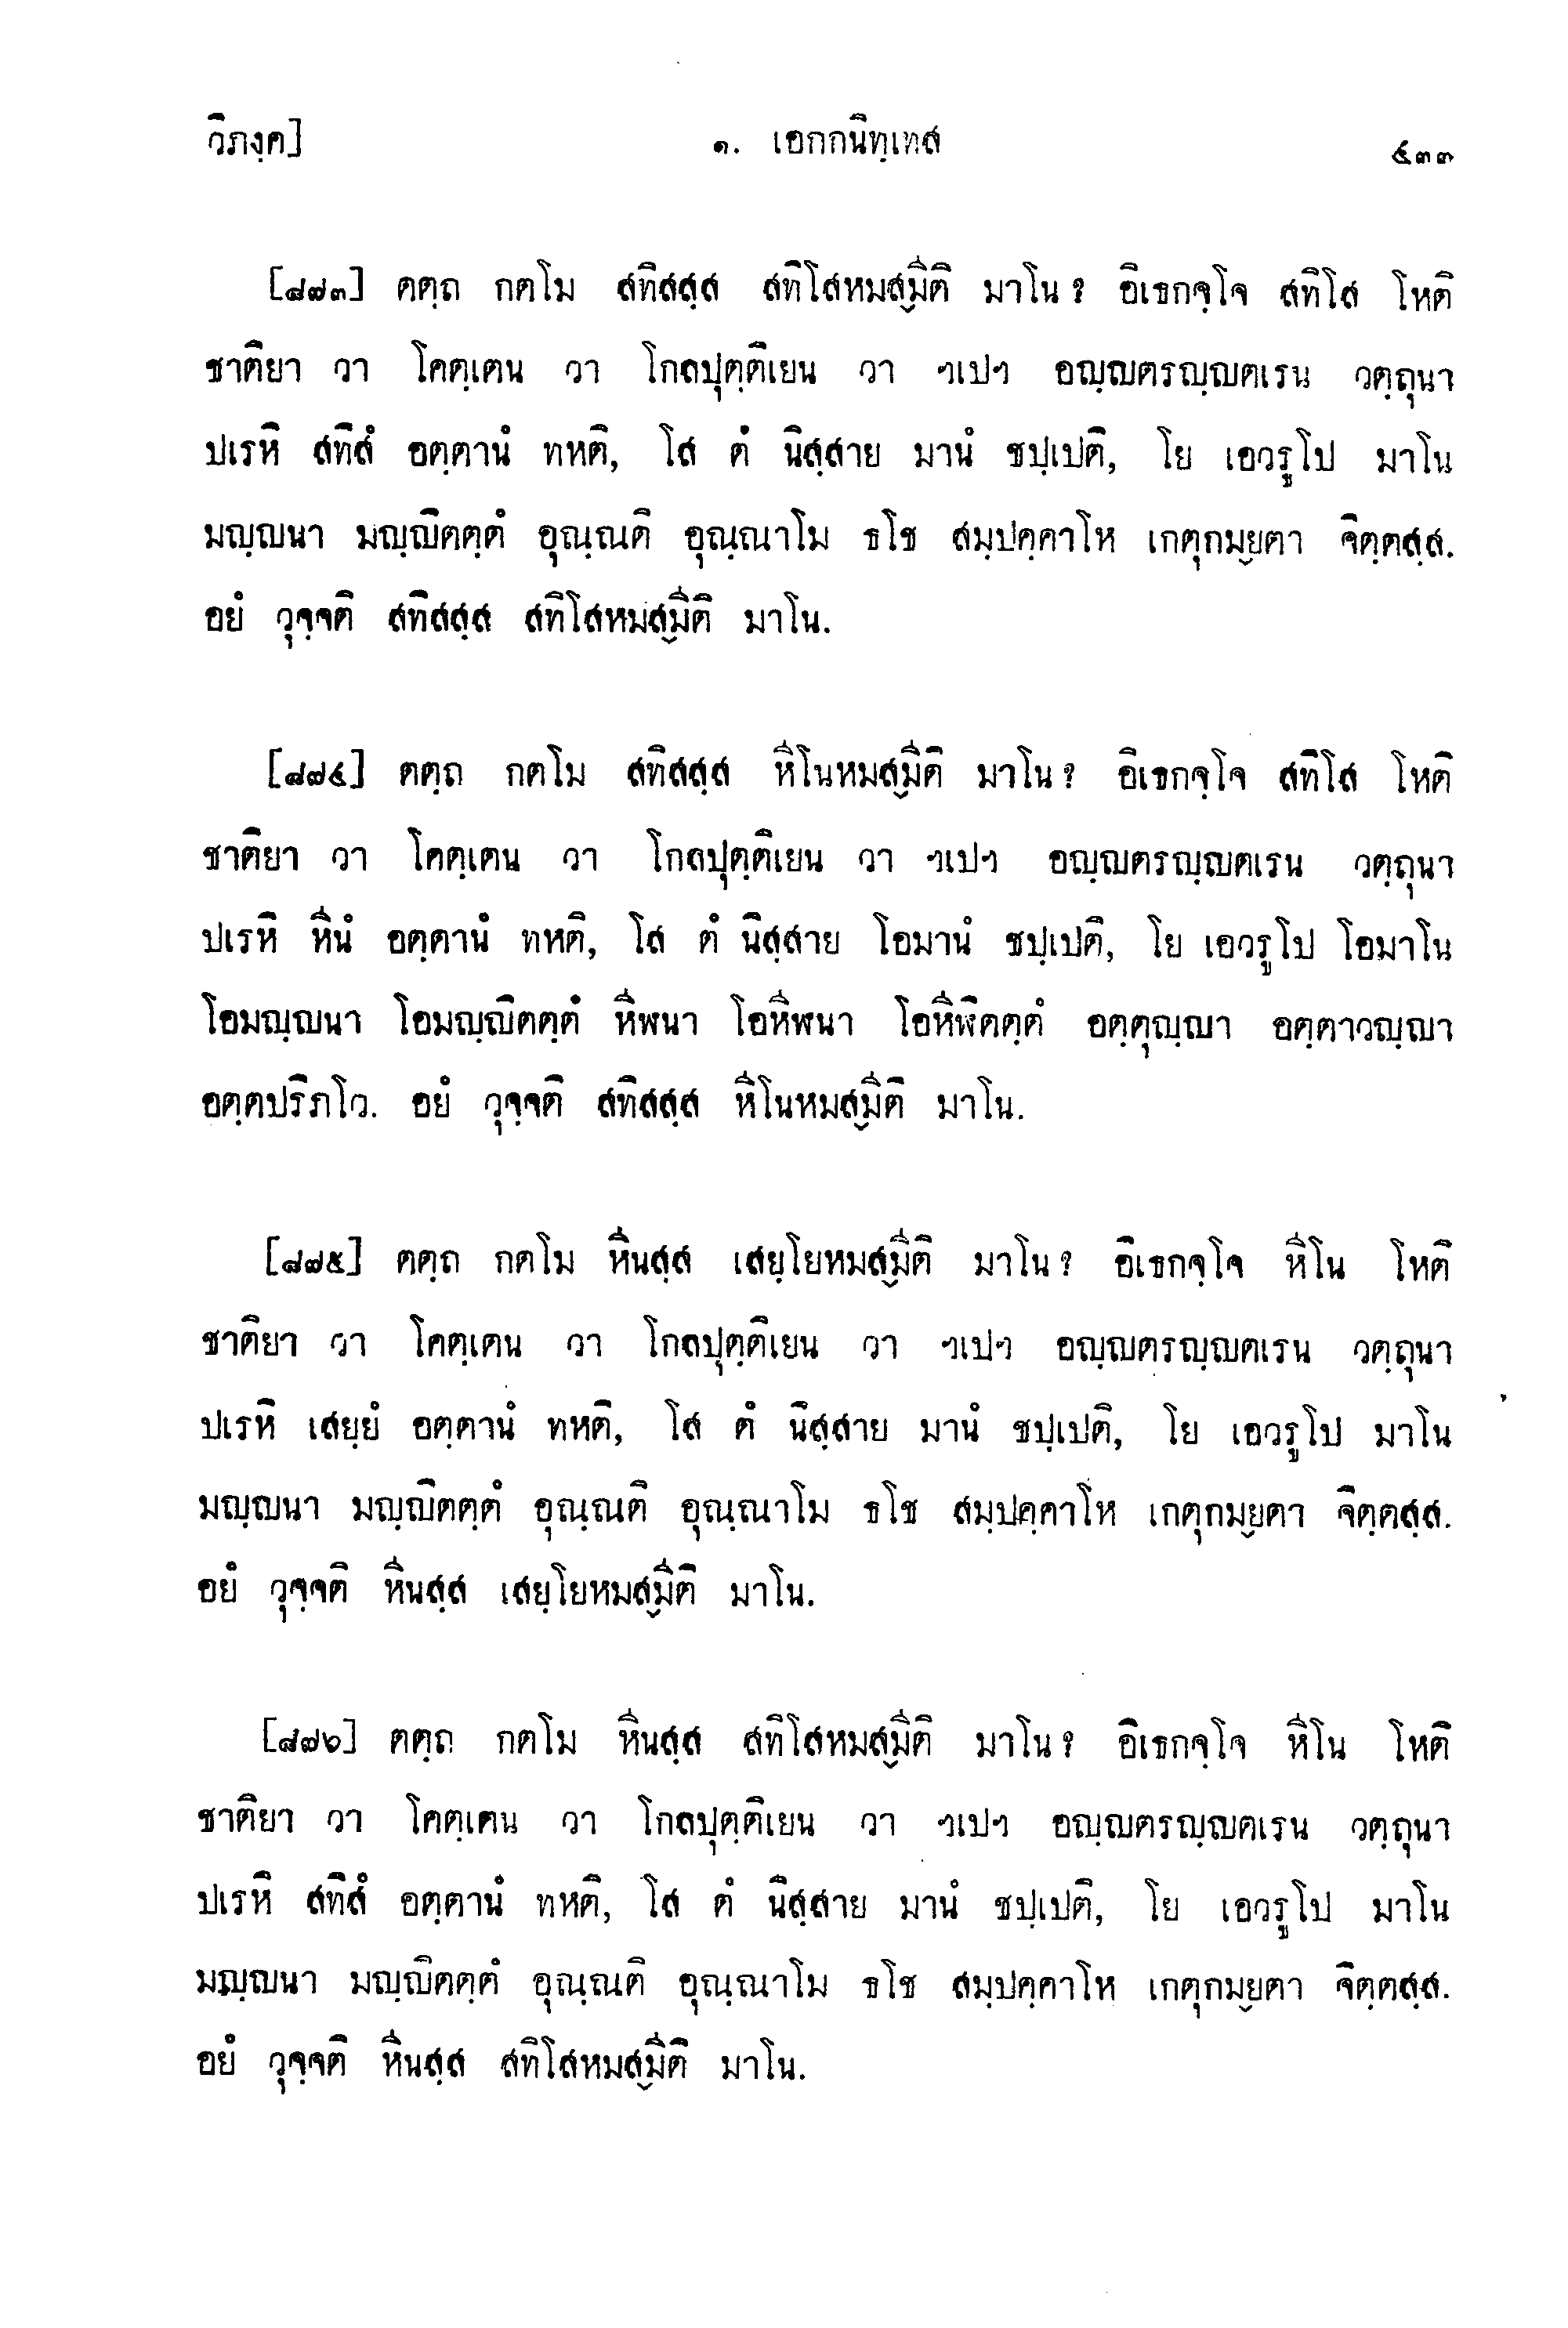 วิภงฺค]
๑. เอกกนิทฺเทส
๕๓๓
[๘๗๓] ตตฺถ กตโม สทิสสฺส สทิโสหมสฺมีติ มาโน ? อิเธกจฺโจ สทิโส โหติ
ชาติยา วา โคตฺเตน วา โกลปุตฺติเยน วา ฯเปฯ อญฺญตรญฺญตเรน วตฺถุนา
ปเรหิ สทิสํ อตฺตานํ ทหติ, โส ตํ นิสฺสาย มานํ ชปฺเปติ, โย เอวรูโป มาโน
มญฺญนา มญฺญิตตฺตํ อุณฺณติ อุณฺณาโม ธโช สมฺปคฺคาโห เกตุกมฺยตา จิตฺตสฺส.
อยํ วุจฺจติ สทิสสฺส สทิโสหมสฺมีติ มาโน.
[๘๗๔] ตตฺถ กตโม สทิสสฺส หีโนหมสฺมีติ มาโน ? อิเธกจฺโจ สทิโส โหติ
ชาติยา วา โคตฺเตน วา โกลปุตฺติเยน วา ฯเปฯ อญฺญตรญฺญตเรน วตฺถุนา
ปเรหิ หีนํ อตฺตานํ ทหติ, โส ตํ นิสฺสาย โอมานํ ชปฺเปติ, โย เอวรูโป โอมาโน
โอมญฺญนา โอมญฺญิตตฺตํ หีฬนา โอหีฬนา โอหีฬิตตฺตํ อตฺตุญฺญา อตฺตาวญฺญา
อตฺตปริภโว. อยํ วุจฺจติ สทิสสฺส หีโนหมสฺมีติ มาโน.
[๘๗๕] ตตฺถ กตโม หีนสฺส เสยฺโยหมสฺมีติ มาโน ? อิเธกจฺโจ หีโน โหติ
ชาติยา วา โคตฺเตน วา โกลปุตฺติเยน วา ฯเปฯ อญฺญตรญฺญตเรน วตฺถุนา
ปเรหิ เสยฺยํ อตฺตานํ ทหติ, โส ตํ นิสฺสาย มานํ ชปฺเปติ, โย เอวรูโป มาโน
มญฺญนา มญฺญิตตฺตํ อุณฺณติ อุณฺณาโม ธโช สมฺปคฺคาโห เกตุกมฺยตา จิตฺตสฺส.
อยํ วุจฺจติ หีนสฺส เสยฺโยหมสฺมีติ มาโน.
[๘๗๖] ตตฺถ กตโม หีนสฺส สทิโสหมสฺมีติ มาโน ? อิเธกจฺโจ หีโน โหติ
ชาติยา วา โคตฺเตน วา โกลปุตฺติเยน วา ฯเปฯ อญฺญตรญฺญตเรน วตฺถุนา
ปเรหิ สทิสํ อตฺตานํ ทหติ, โส ตํ นิสฺสาย มานํ ชปฺเปติ, โย เอวรูโป มาโน
มญฺญนา มญฺญิตตฺตํ อุณฺณติ อุณฺณาโม ธโช สมฺปคฺคาโห เกตุกมฺยตา จิตฺตสฺส.
อยํ วุจฺจติ หีนสฺส สทิโสหมสฺมีติ มาโน.